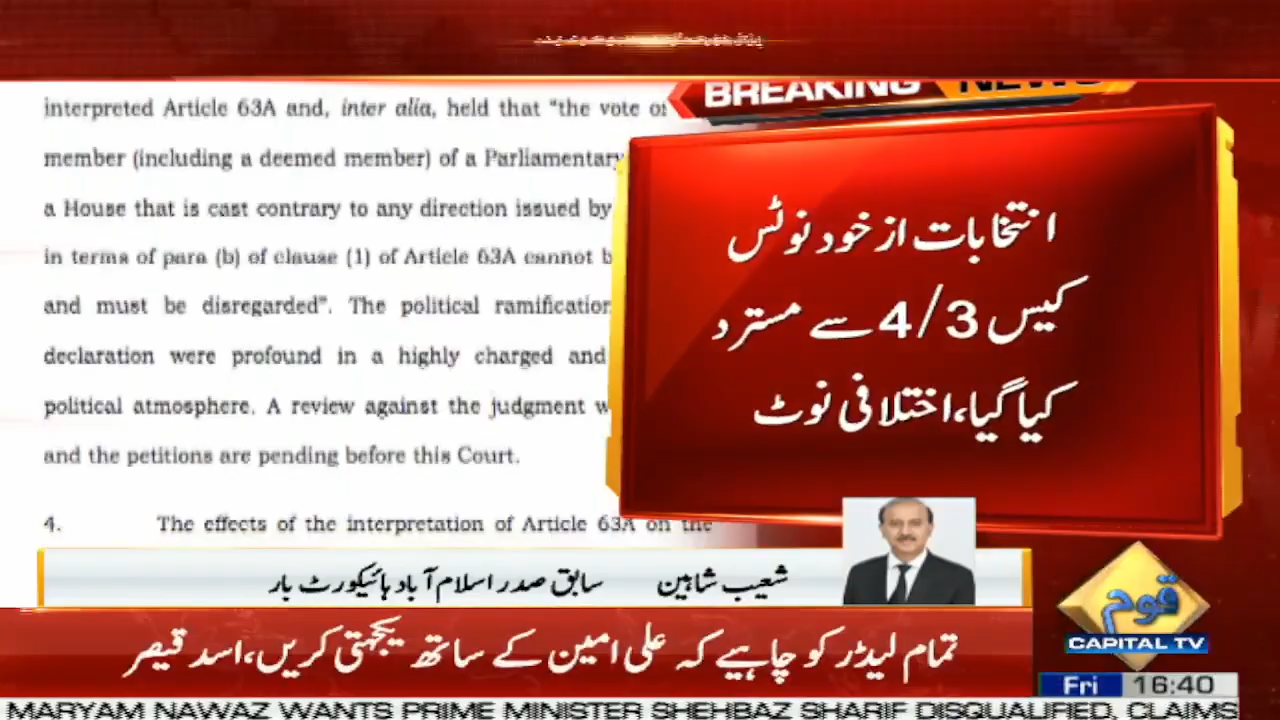 BREAKING NEWS
interpreted Article 63A and, inter alia, held that “the vote of
member (including a deemed member) of a Parliamentary
a House that is cast contrary to any direction issued by
in terms of para (b) of clause (1) of Article 63A cannot b
and must be disregarded”. The political ramification
declaration were profound in a highly charged and
political atmosphere. A review against the judgment w
and the petitions are pending before this Court.
4. The effects of the interpretation of Article 63A on the
انتخابات از خود نوٹس
کیس 4/3 سے مسترد
کیا گیا، اختلافی نوٹ
شعیب شاہین سابق صدر اسلام آباد ہائیکورٹ بار
تمام لیڈر کو چاہیے کہ علی امین کے ساتھ یکجہتی کریں، اسد قیصر
قوم
CAPITAL TV
Fri 16:40
MARYAM NAWAZ WANTS PRIME MINISTER SHEHBAZ SHARIF DISQUALIFIED, CLAIMS